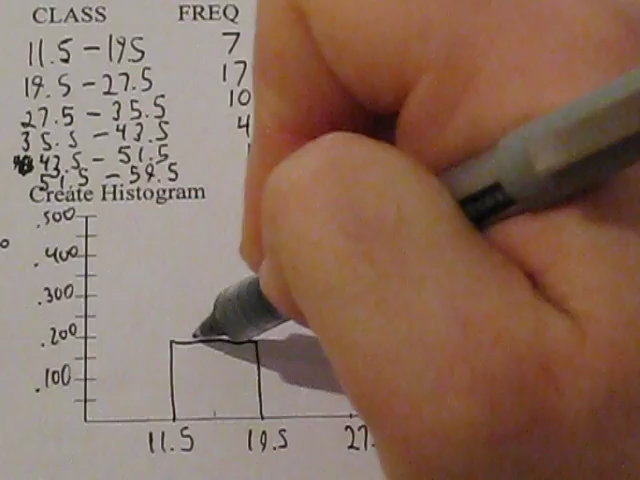 CLASS FREQ
11.5 - 19.5 7
19.5 - 27.5 17
27.5 - 35.5 10
35.5 - 43.5 4
43.5 - 51.5
51.5 - 59.5
Create Histogram
.500
.400
.300
.200
.100
11.5 19.5 27.